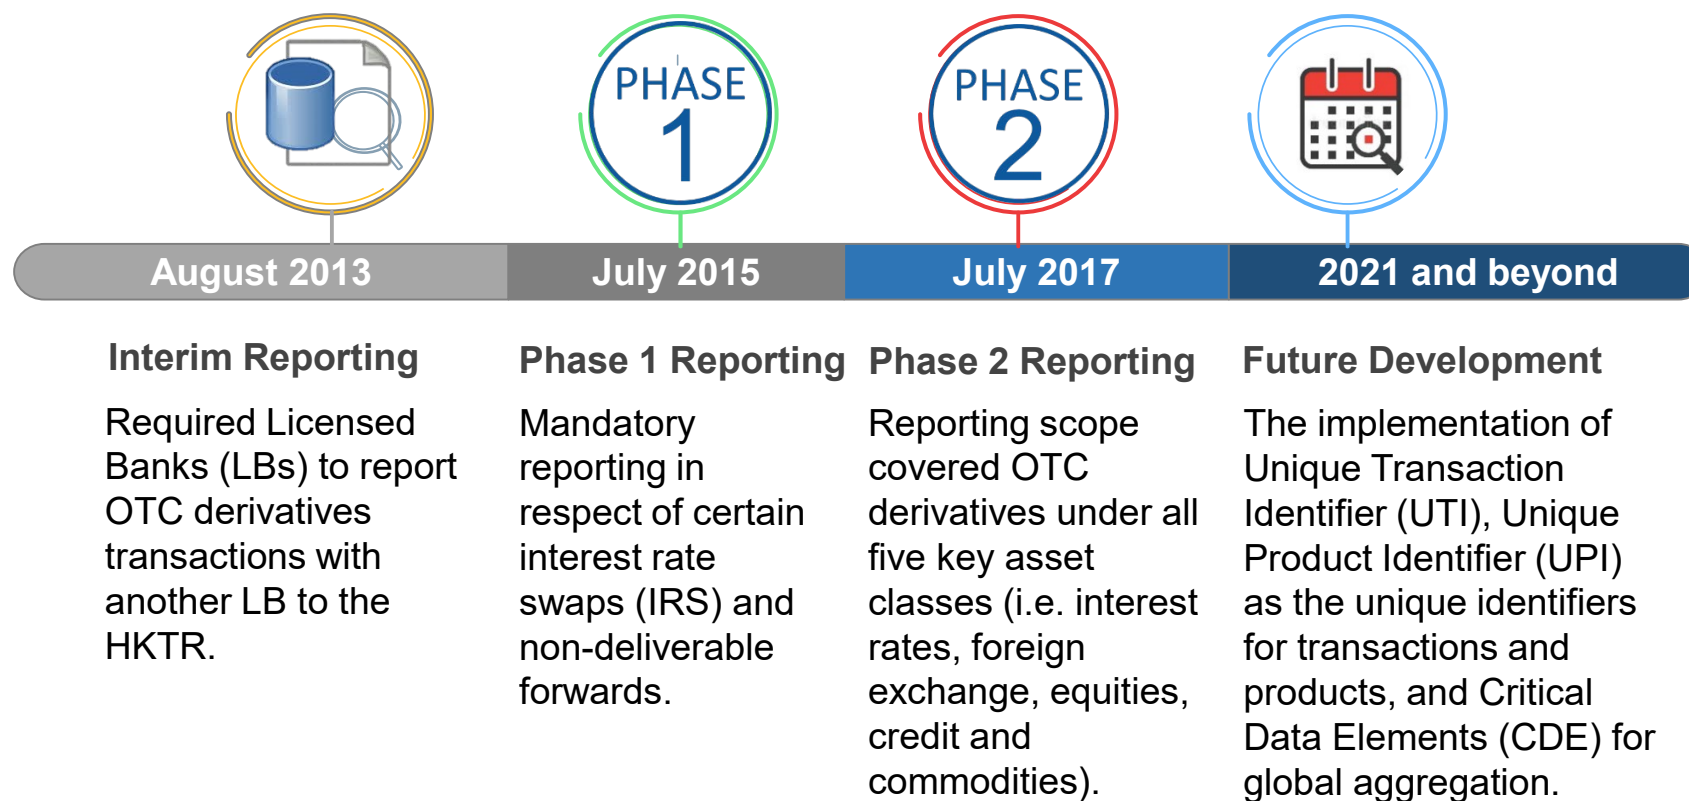 PHASE
1
PHASE
2
August 2013
July 2015
July 2017
2021 and beyond
Interim Reporting
Required Licensed
Banks (LBs) to report
OTC derivatives
transactions with
another LB to the
HKTR.
Phase 1 Reporting
Mandatory
reporting in
respect of certain
interest rate
swaps (IRS) and
non-deliverable
forwards.
Phase 2 Reporting
Reporting scope
covered OTC
derivatives under all
five key asset
classes (i.e. interest
rates, foreign
exchange, equities,
credit and
commodities).
Future Development
The implementation of
Unique Transaction
Identifier (UTI), Unique
Product Identifier (UPI)
as the unique identifiers
for transactions and
products, and Critical
Data Elements (CDE) for
global aggregation.